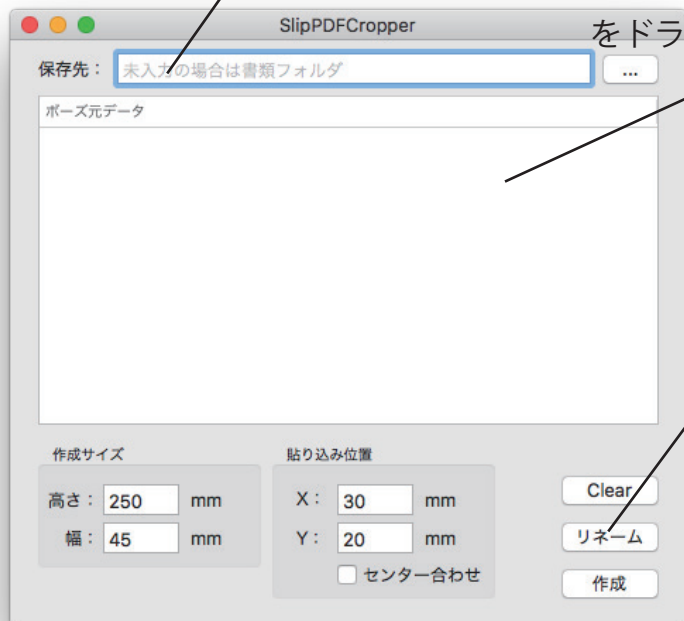 SlipPDFCropper
をドラ
保存先： 未入力の場合は書類フォルダ ...
ボーズ元データ
作成サイズ
高さ： 250 mm
幅： 45 mm
貼り込み位置
X： 30 mm
Y： 20 mm
センター合わせ
Clear
リネーム
作成